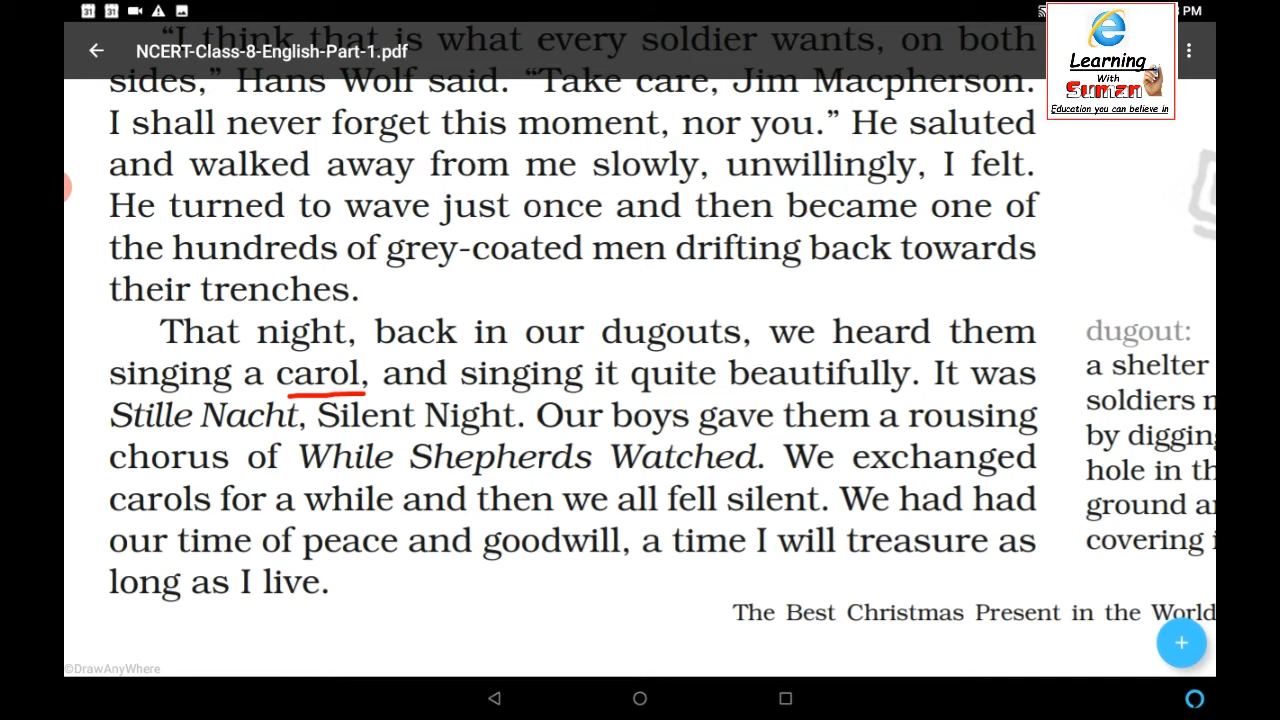 31 31 PM
NCERT-Class-8-English-Part-1.pdf
Learning
With
Suman
Education you can believe in
"I think that is what every soldier wants, on both
sides," Hans Wolf said. "Take care, Jim Macpherson.
I shall never forget this moment, nor you." He saluted
and walked away from me slowly, unwillingly, I felt.
He turned to wave just once and then became one of
the hundreds of grey-coated men drifting back towards
their trenches.
That night, back in our dugouts, we heard them
singing a carol, and singing it quite beautifully. It was
Stille Nacht, Silent Night. Our boys gave them a rousing
chorus of While Shepherds Watched. We exchanged
carols for a while and then we all fell silent. We had had
our time of peace and goodwill, a time I will treasure as
long as I live.
dugout:
a shelter
soldiers
by digging
hole in
ground
covering
The Best Christmas Present in the World
©DrawAnyWhere